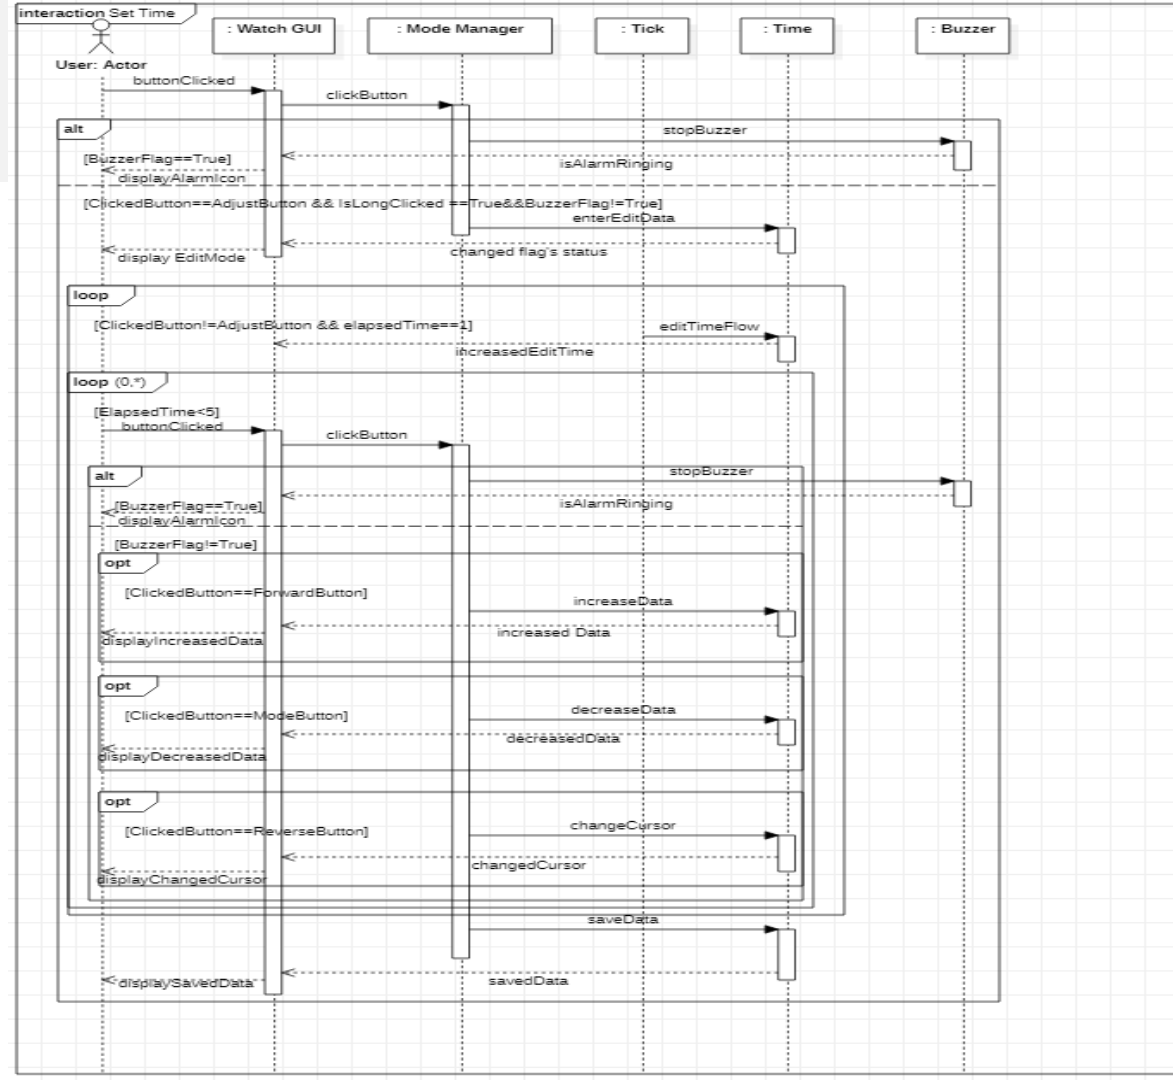 interaction Set Time
: Watch GUI
: Mode Manager
: Tick
: Time
: Buzzer
User: Actor
buttonClicked
clickButton
alt
stopBuzzer
[BuzzerFlag==True]
isAlarmRinging
displayAlarmIcon
[ClickedButton==AdjustButton && IsLongClicked ==True&&BuzzerFlag!=True]
enterEditData
changed flag's status
display EditMode
loop
[ClickedButton!=AdjustButton && elapsedTime==1]
editTimeFlow
increasedEditTime
loop (0,*)
[ElapsedTime<5]
buttonClicked
clickButton
alt
stopBuzzer
[BuzzerFlag==True]
isAlarmRinging
displayAlarmIcon
[BuzzerFlag!=True]
opt
[ClickedButton==ForwardButton]
increaseData
increased Data
displayIncreasedData
opt
[ClickedButton==ModeButton]
decreaseData
decreasedData
displayDecreasedData
opt
[ClickedButton==ReverseButton]
changeCursor
changedCursor
displayChangedCursor
saveData
savedData
displaySavedData